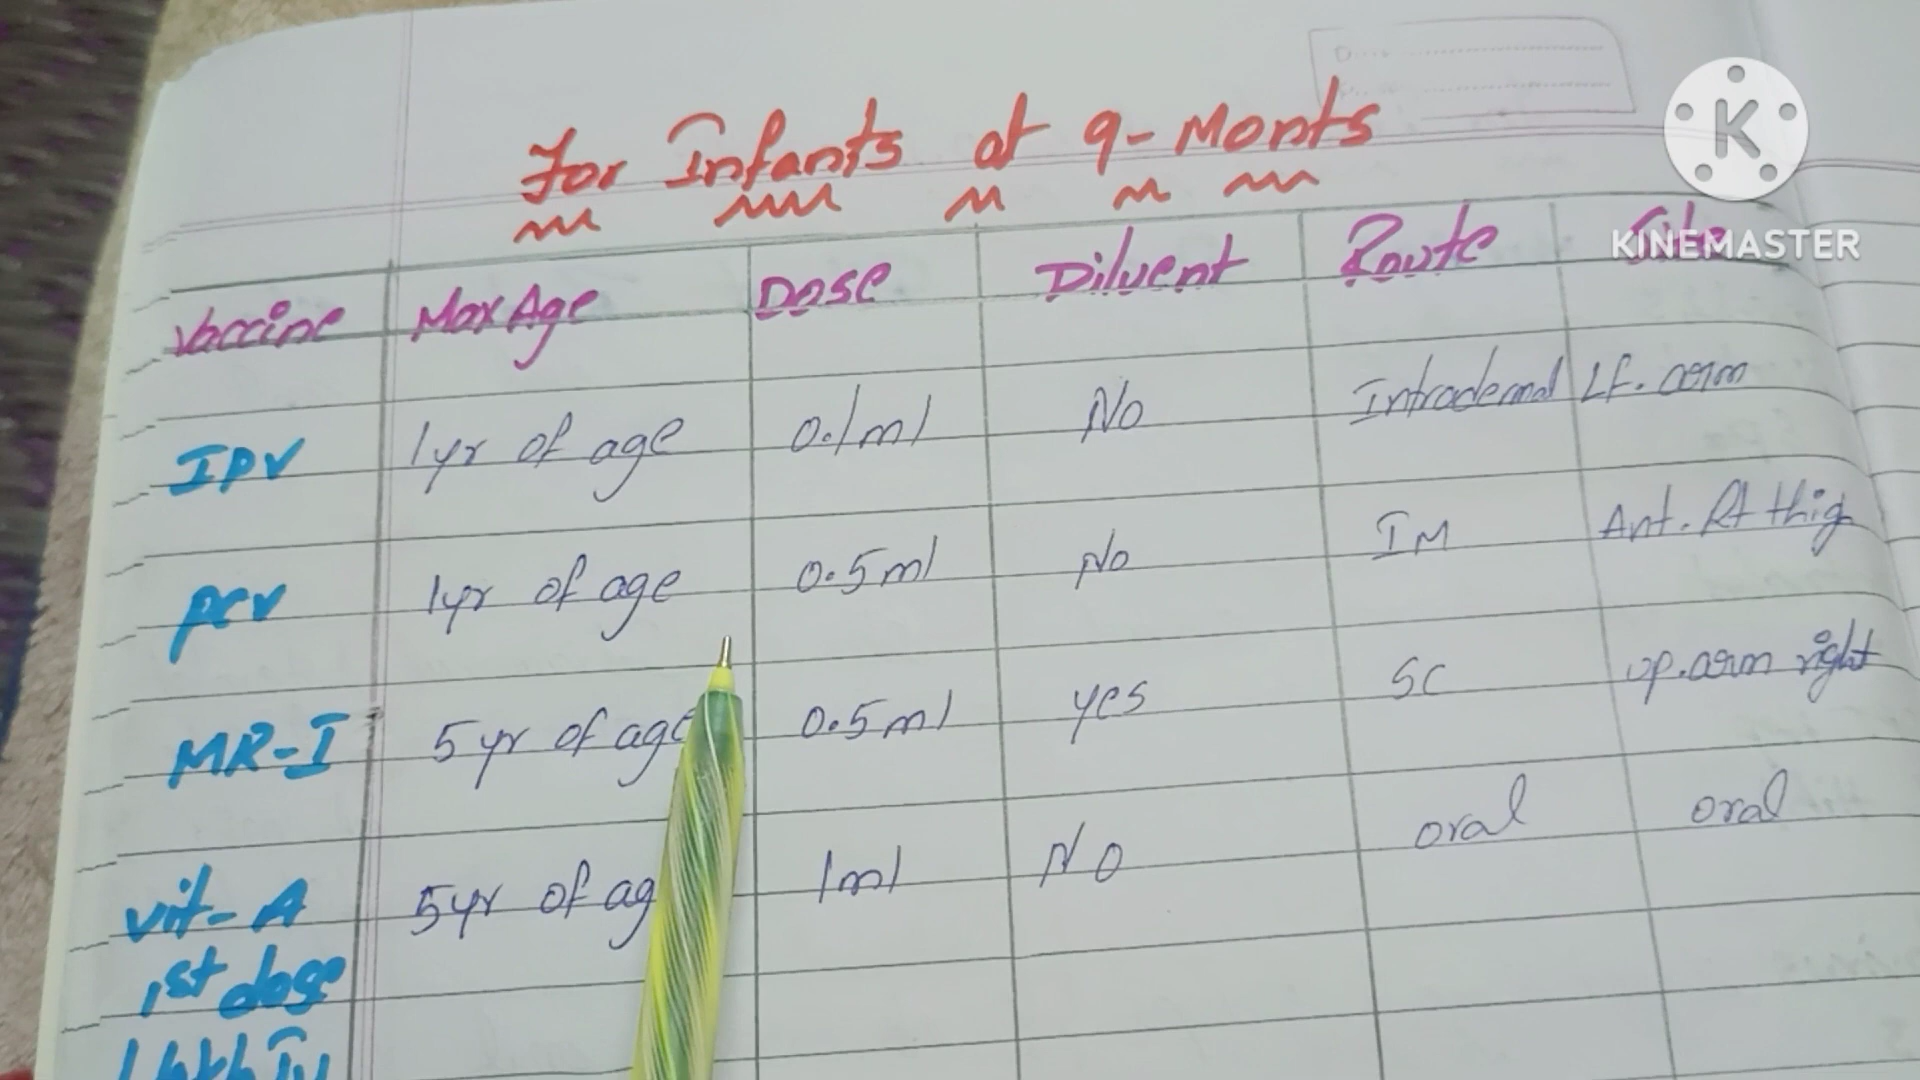 For Infants at 9-Monts
Vaccine Max Age Dose Diluent Route
KINEMASTER
IPV 1yr of age 0.1ml No Intradermal Lf. arm
PCV 1yr of age 0.5ml No IM Ant. Rt thig
MR-I 5yr of age 0.5ml yes SC up.arm right
vit-A 5yr of ag 1ml No oral oral
1st dose